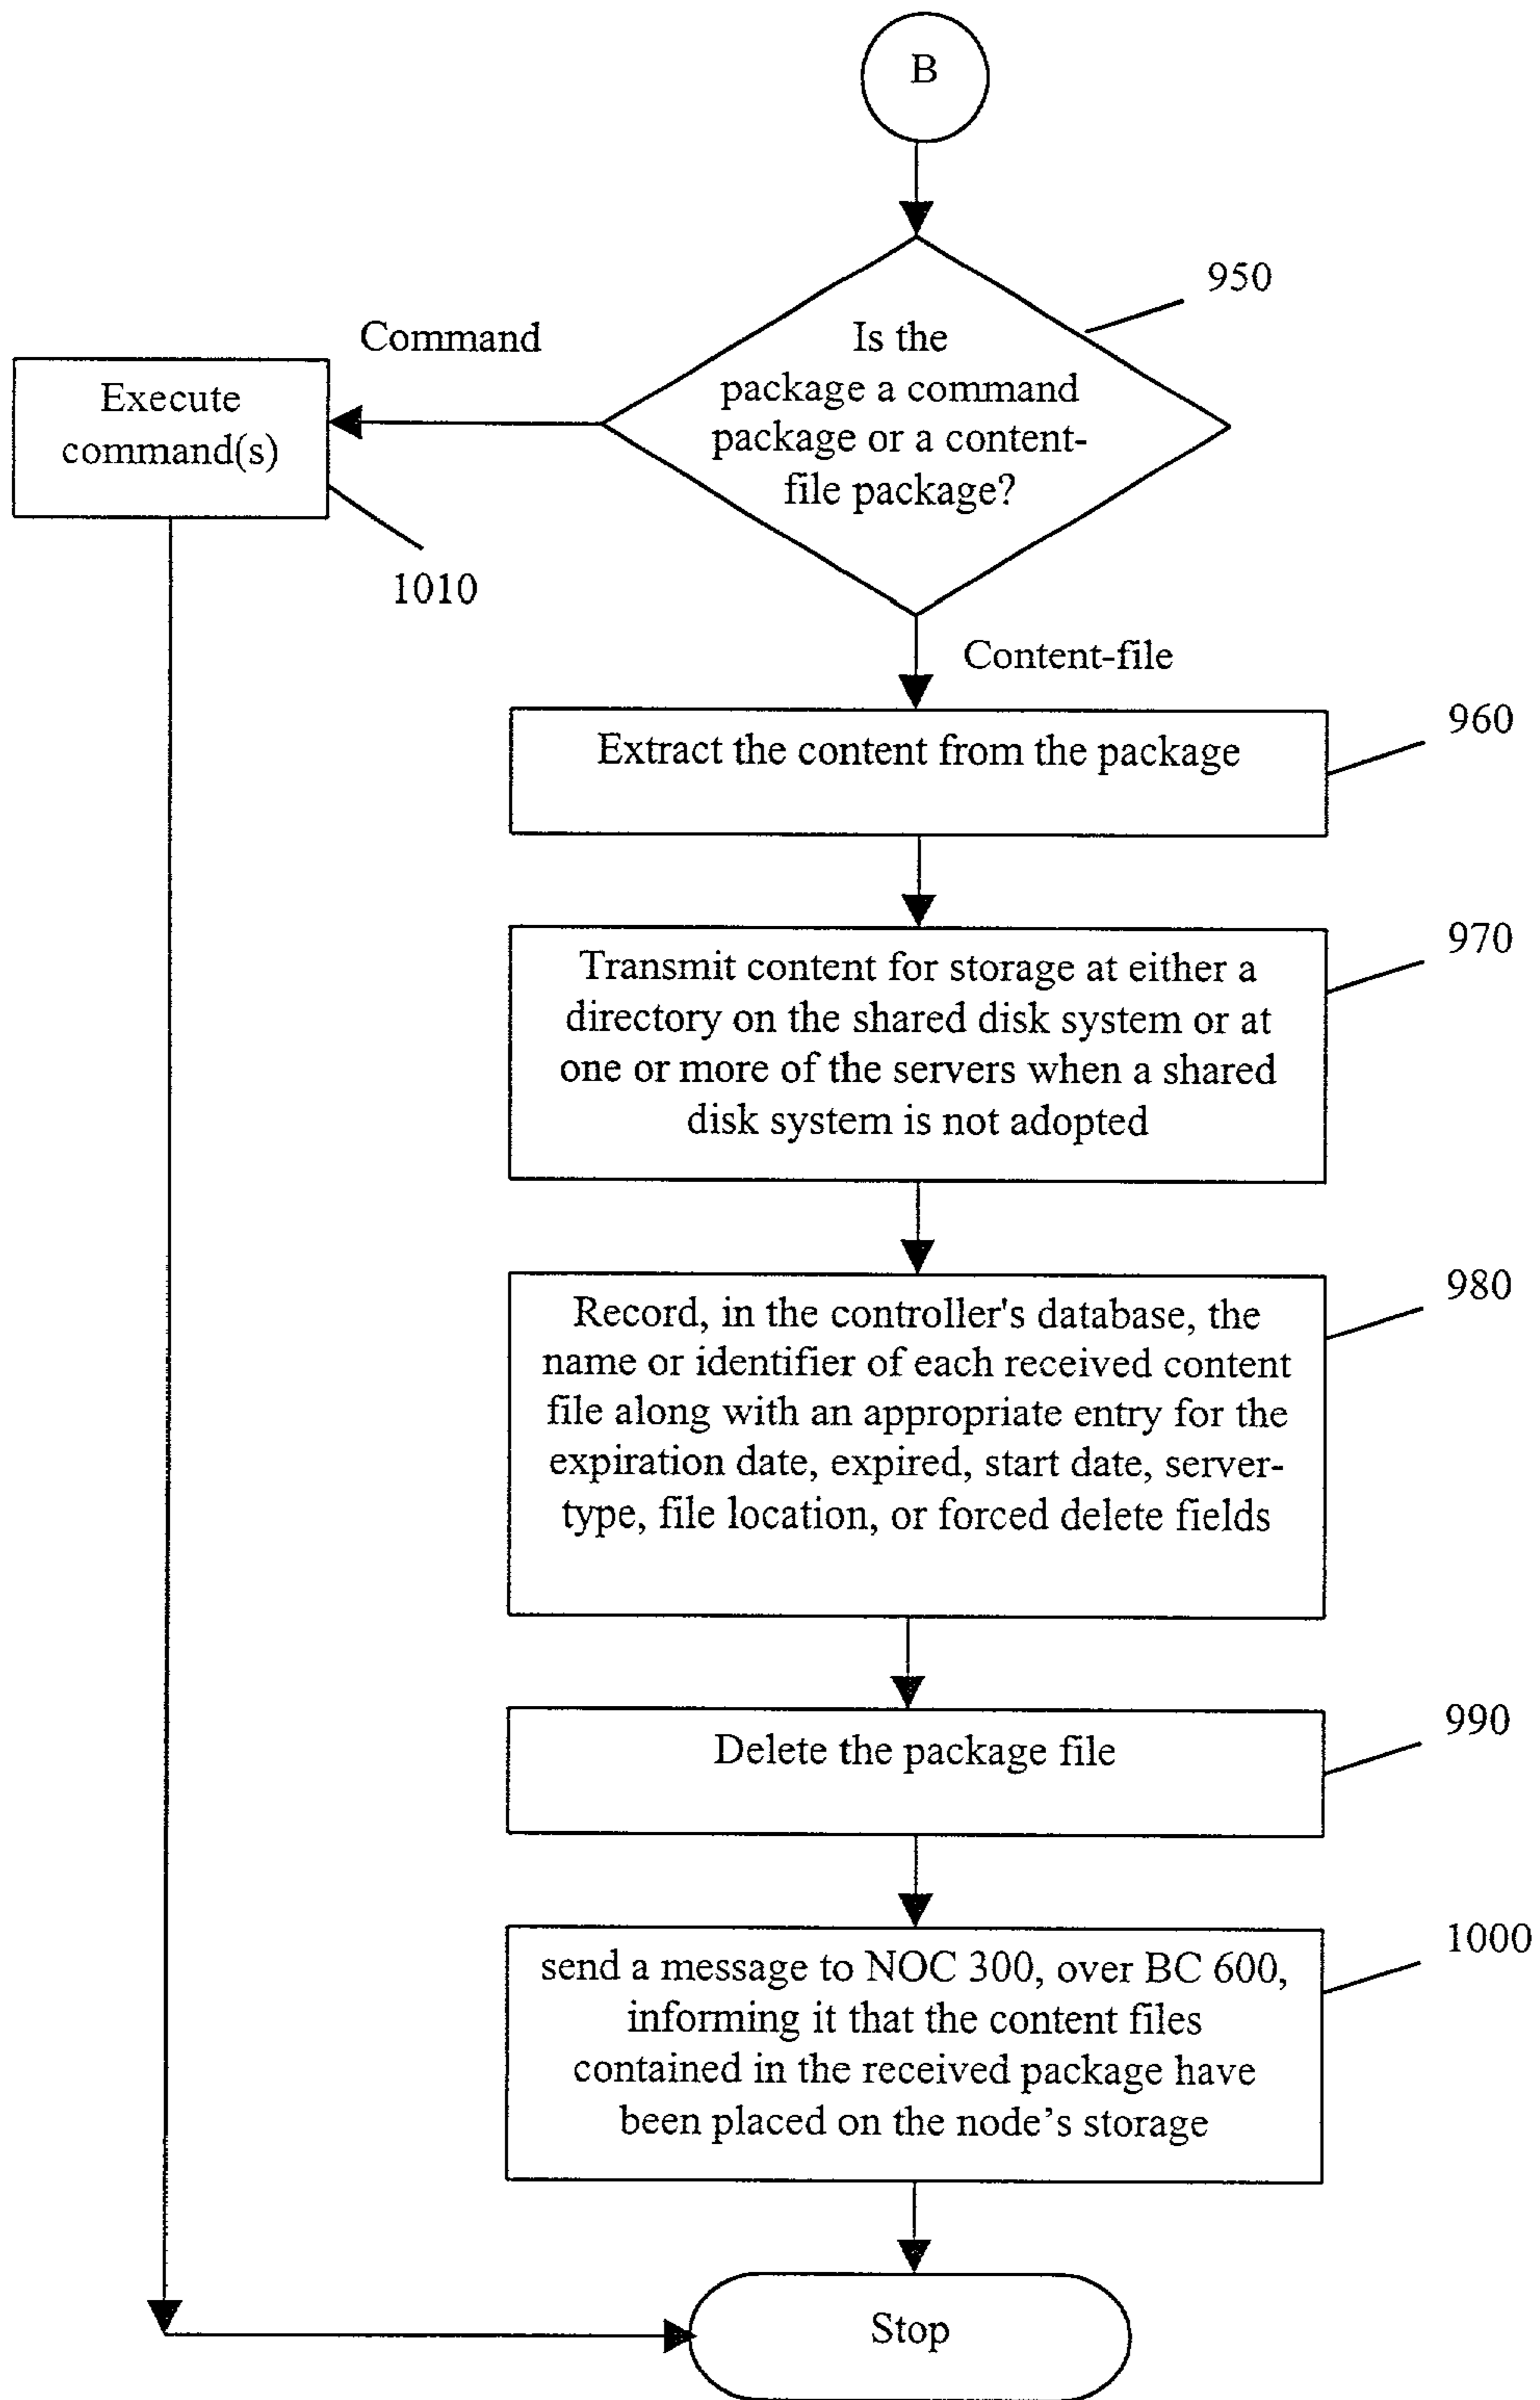 B
950
Is the
package a command
package or a content-
file package?
Command
Execute
command(s)
1010
Content-file
960
Extract the content from the package
970
Transmit content for storage at either a
directory on the shared disk system or at
one or more of the servers when a shared
disk system is not adopted
980
Record, in the controller's database, the
name or identifier of each received content
file along with an appropriate entry for the
expiration date, expired, start date, server-
type, file location, or forced delete fields
990
Delete the package file
1000
send a message to NOC 300, over BC 600,
informing it that the content files
contained in the received package have
been placed on the node’s storage
Stop